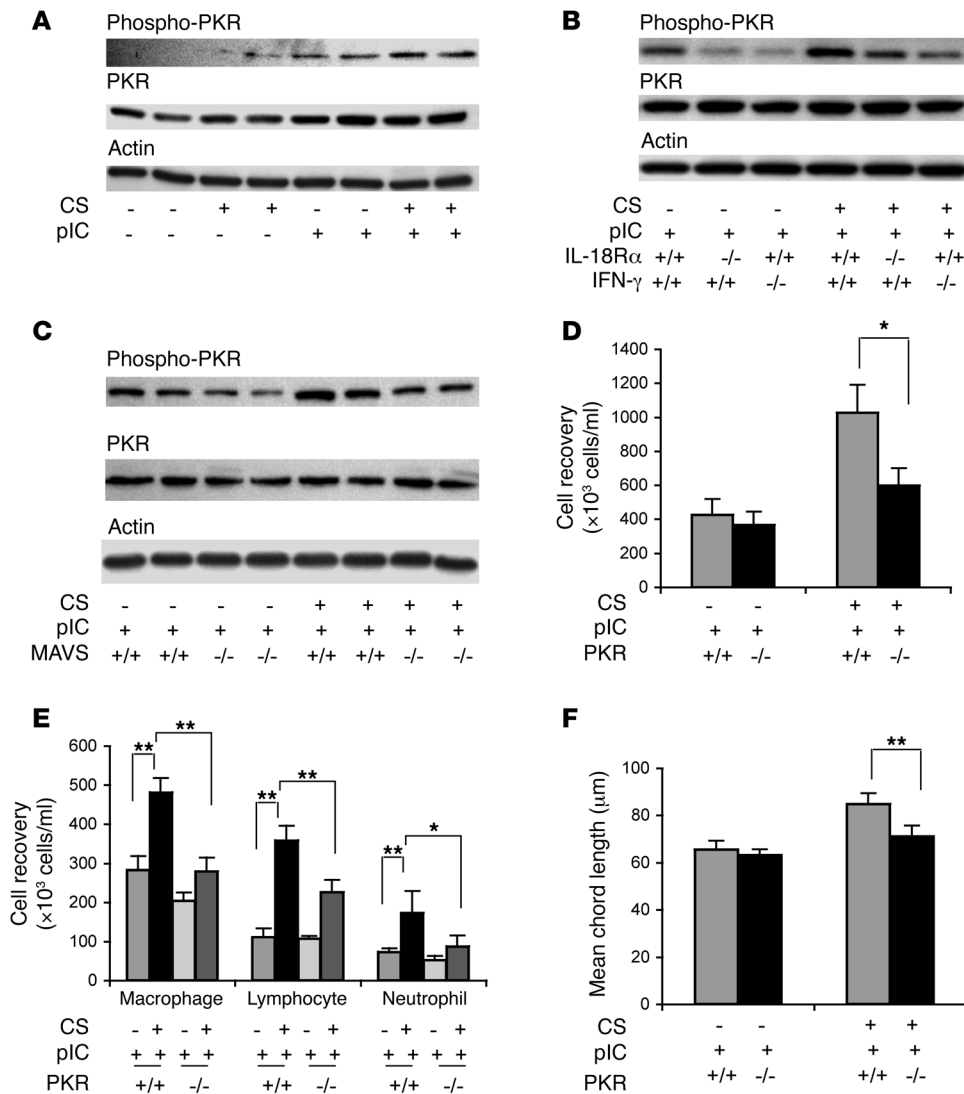 A
Phospho-PKR
PKR
Actin
CS - - + + - - + +
pIC - - - - + + + +
B
Phospho-PKR
PKR
Actin
CS - - - + + +
pIC + + + + + +
IL-18Rα +/+ -/- +/+ +/+ -/- +/+
IFN-γ +/+ +/+ -/- +/+ +/+ -/-
C
Phospho-PKR
PKR
Actin
CS - - - - + + + +
pIC + + + + + + + +
MAVS +/+ +/+ -/- -/- +/+ +/+ -/- -/-
D
Cell recovery
(×10³ cells/ml)
1400
1200
1000
800
600
400
200
0
*
CS - - + +
pIC + + + +
PKR +/+ -/- +/+ -/-
E
Cell recovery
(×10³ cells/ml)
600
500
400
300
200
100
0
** **
** **
** *
Macrophage Lymphocyte Neutrophil
CS - + - + - + - + - + - +
pIC + + + + + + + + + + + +
PKR +/+ -/- +/+ -/- +/+ -/-
F
Mean chord length (μm)
100
80
60
40
20
0
**
CS - - + +
pIC + + + +
PKR +/+ -/- +/+ -/-